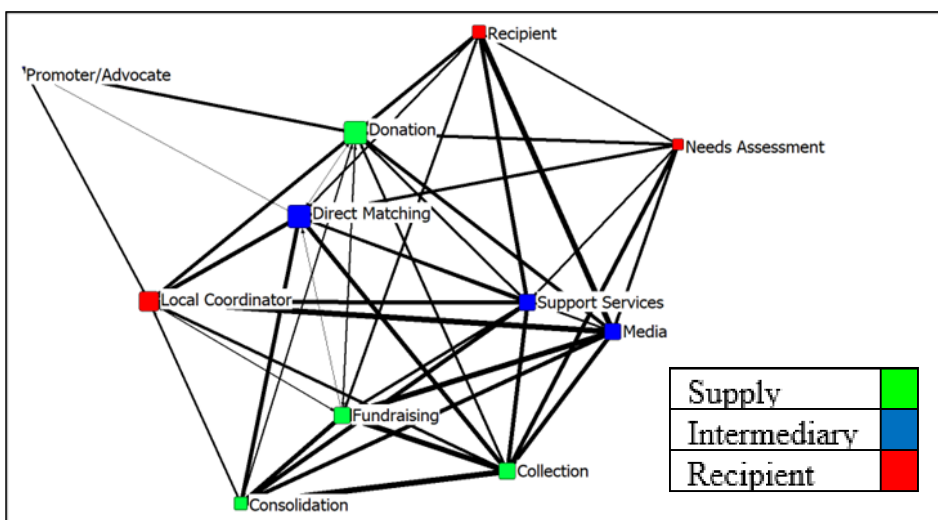 Recipient
Promoter/Advocate
Donation
Needs Assessment
Direct Matching
Local Coordinator
Support Services
Media
Fundraising
Collection
Consolidation
Supply
Intermediary
Recipient